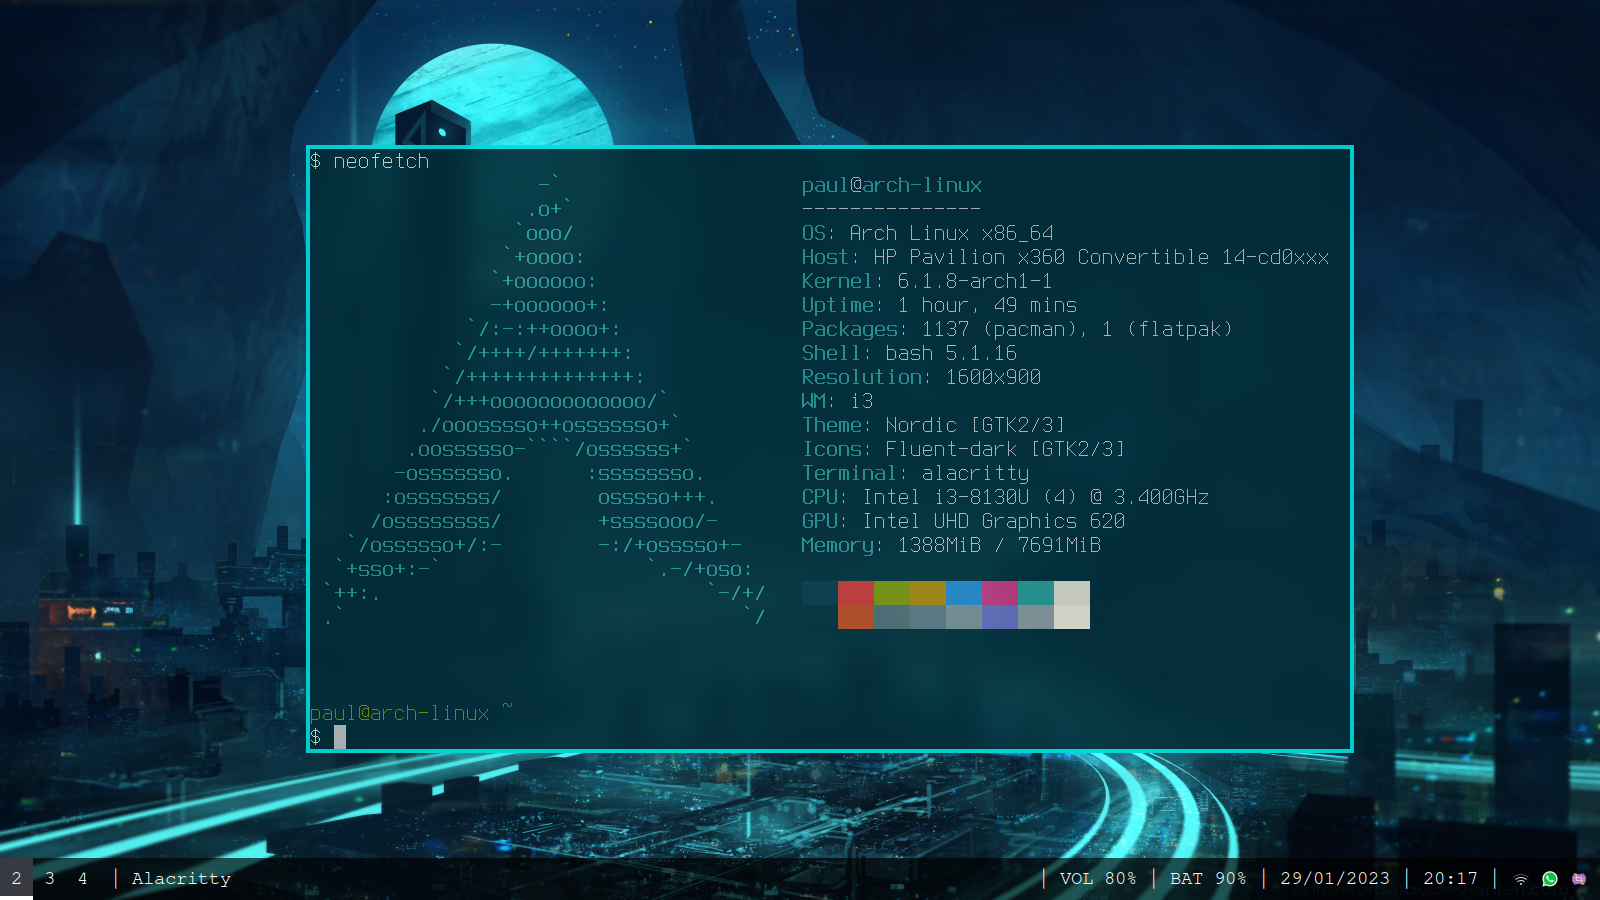 $ neofetch
-`
.o+`
`ooo/
`+oooo:
`+oooooo:
-+oooooo+:
`/:-:++oooo+:
`/++++/+++++++:
`/++++++++++++++:
`/+++ooooooooooooo/`
./ooosssso++osssssso+`
.oossssso-````/ossssss+`
-osssssso.      :ssssssso.
:osssssss/        osssso+++.
/ossssssss/        +ssssooo/-
`/ossssso+/:-        -:/+osssso+-
`+sso+:-`                 `.-/+oso:
`++:.                           `-/+/
.`                                 `/
paul@arch-linux
---------------
OS: Arch Linux x86_64
Host: HP Pavilion x360 Convertible 14-cd0xxx
Kernel: 6.1.8-arch1-1
Uptime: 1 hour, 49 mins
Packages: 1137 (pacman), 1 (flatpak)
Shell: bash 5.1.16
Resolution: 1600x900
WM: i3
Theme: Nordic [GTK2/3]
Icons: Fluent-dark [GTK2/3]
Terminal: alacritty
CPU: Intel i3-8130U (4) @ 3.400GHz
GPU: Intel UHD Graphics 620
Memory: 1388MiB / 7691MiB
paul@arch-linux ~
$
2 3 4 | Alacritty | VOL 80% | BAT 90% | 29/01/2023 | 20:17 |